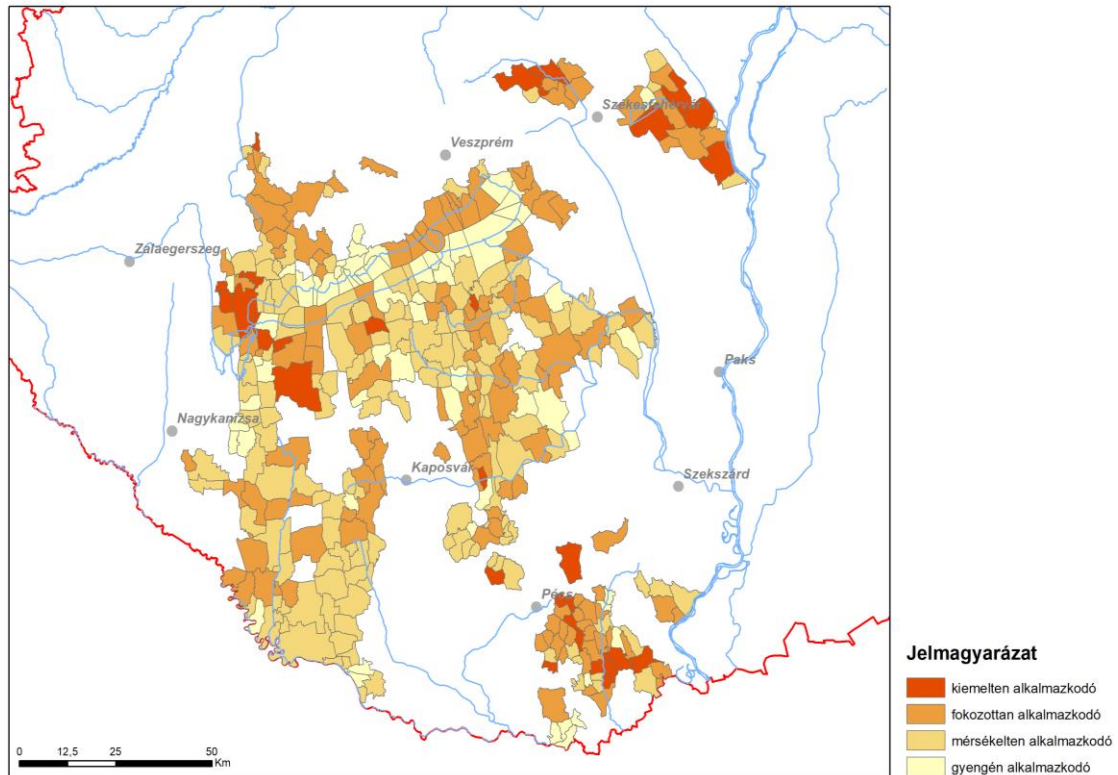 Székesfehérvár
Veszprém
Zalaegerszeg
Paks
Nagykanizsa
Kaposvár
Szekszárd
Pécs
0 12,5 25 50
Km
Jelmagyarázat
kiemelten alkalmazkodó
fokozottan alkalmazkodó
mérsékelten alkalmazkodó
gyengén alkalmazkodó